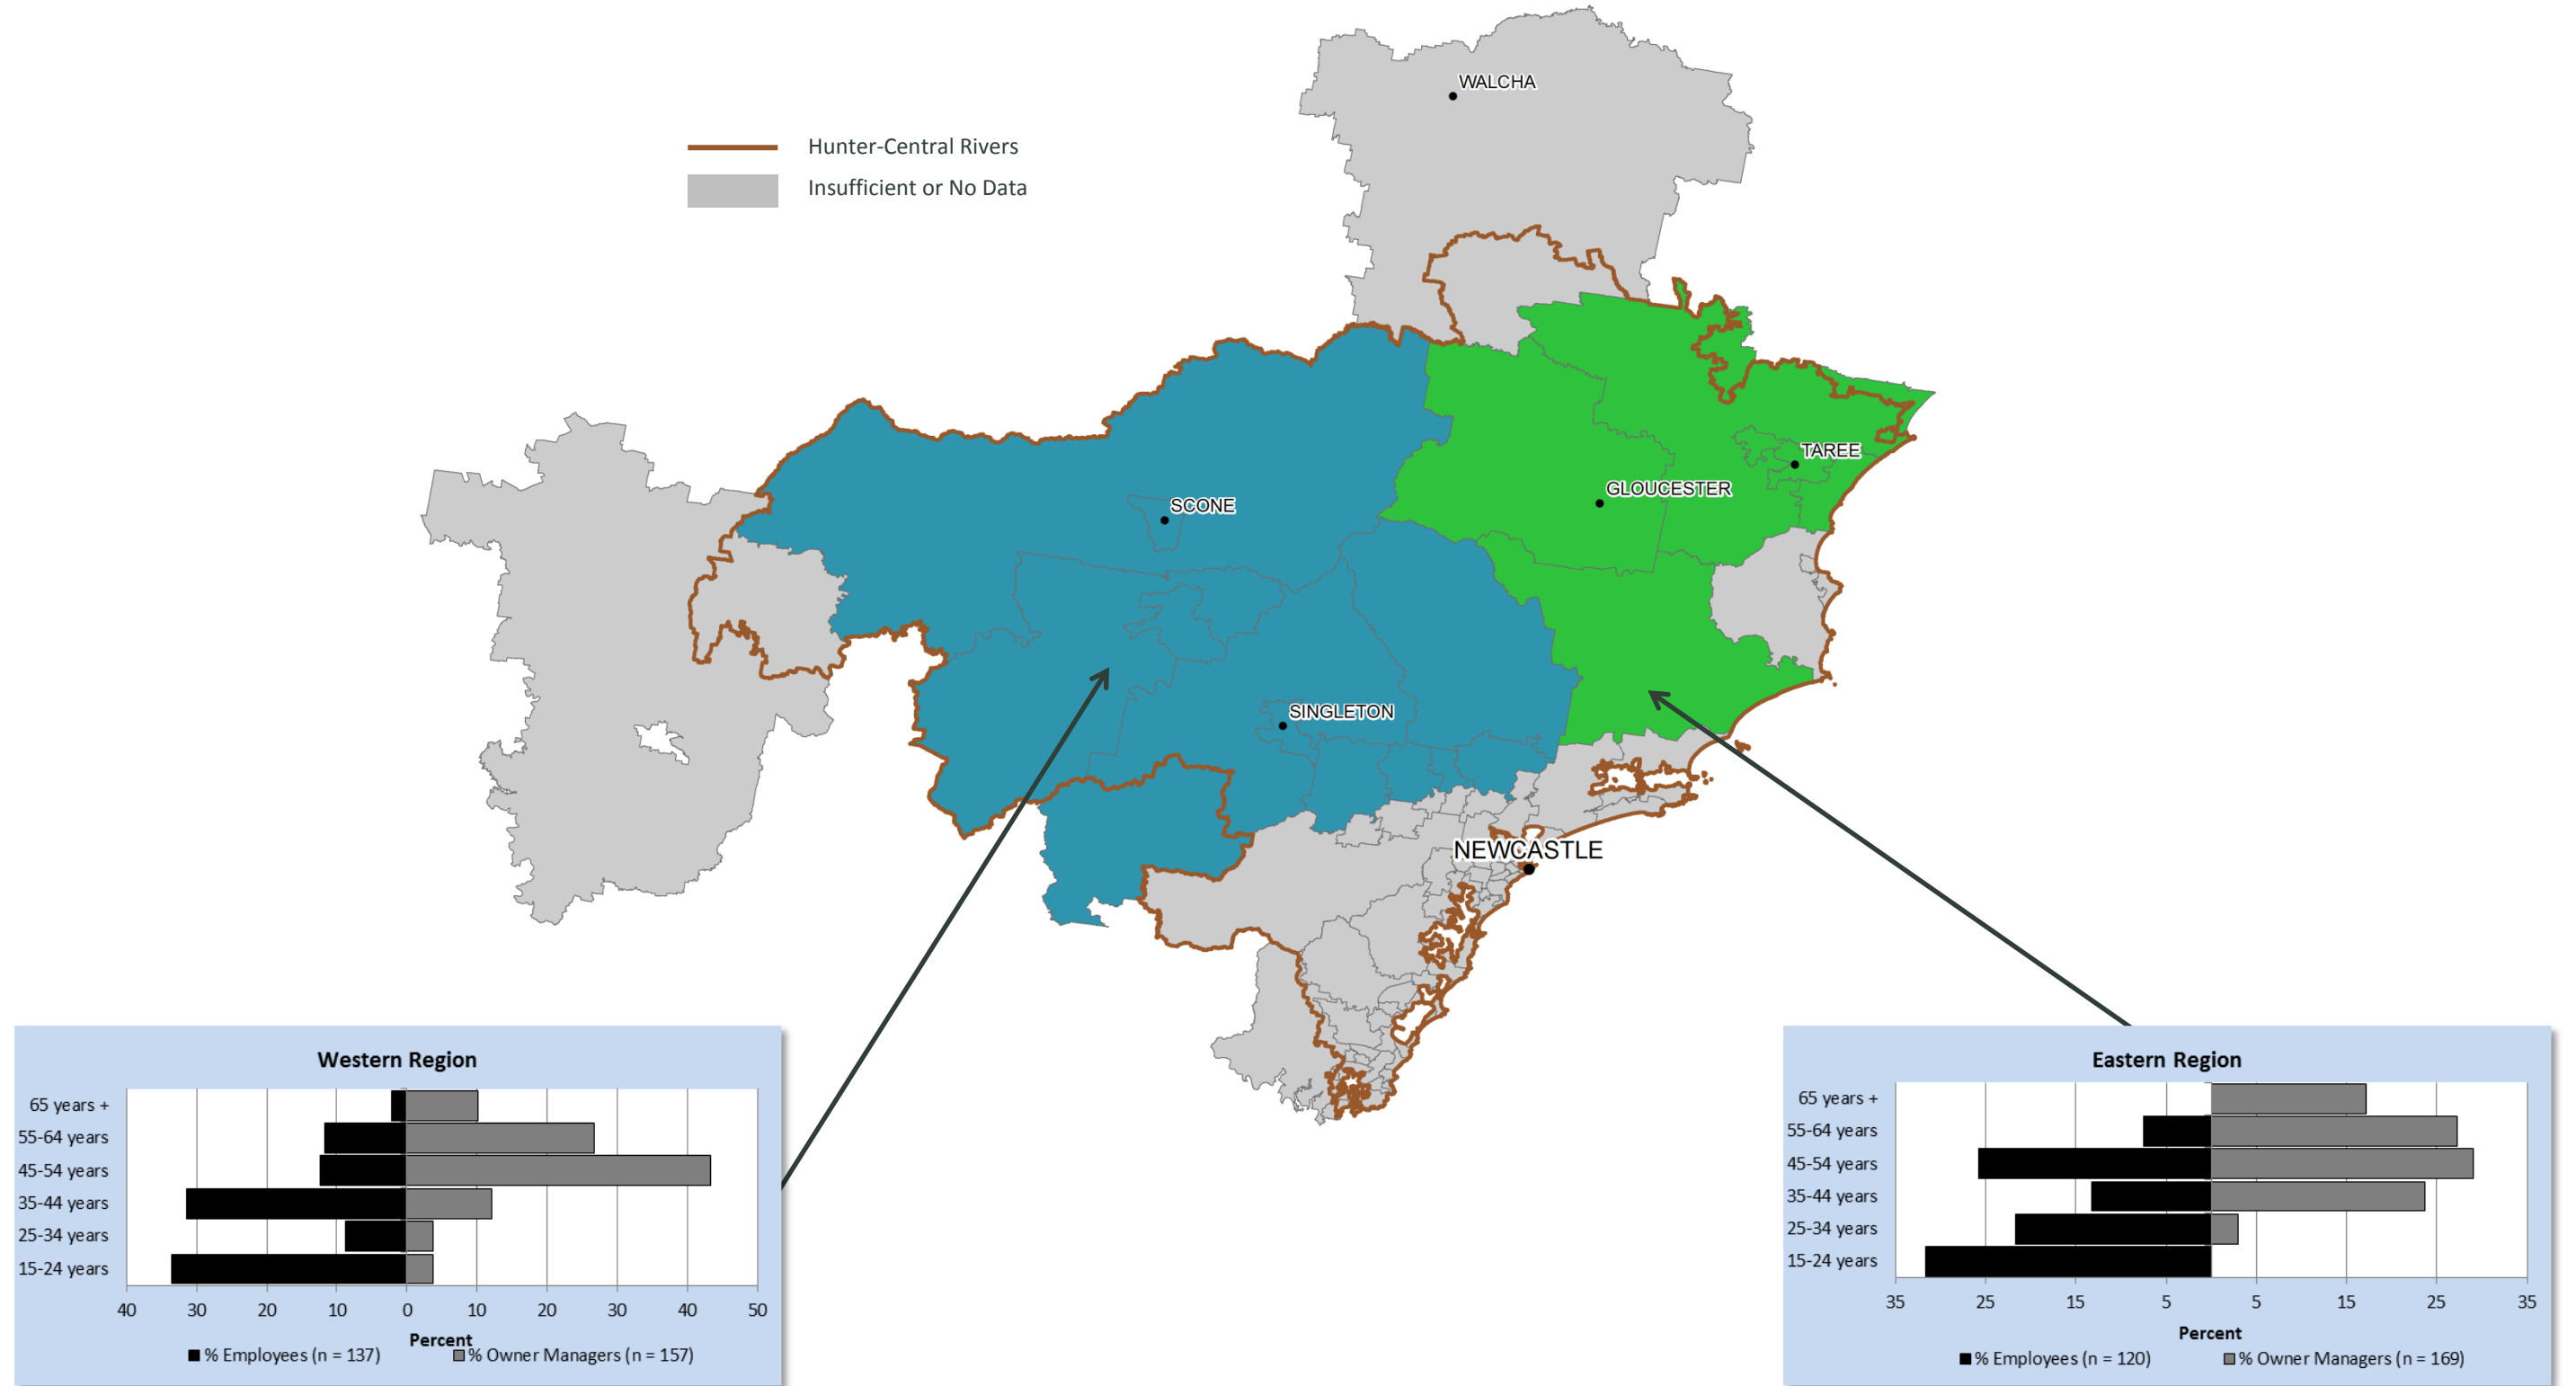 WALCHA
Hunter-Central Rivers
Insufficient or No Data
TAREE
GLOUCESTER
SCONE
SINGLETON
NEWCASTLE
Western Region
65 years +
55-64 years
45-54 years
35-44 years
25-34 years
15-24 years
40 30 20 10 0 10 20 30 40 50
Percent
% Employees (n = 137) % Owner Managers (n = 157)
Eastern Region
65 years +
55-64 years
45-54 years
35-44 years
25-34 years
15-24 years
35 25 15 5 5 15 25 35
Percent
% Employees (n = 120) % Owner Managers (n = 169)